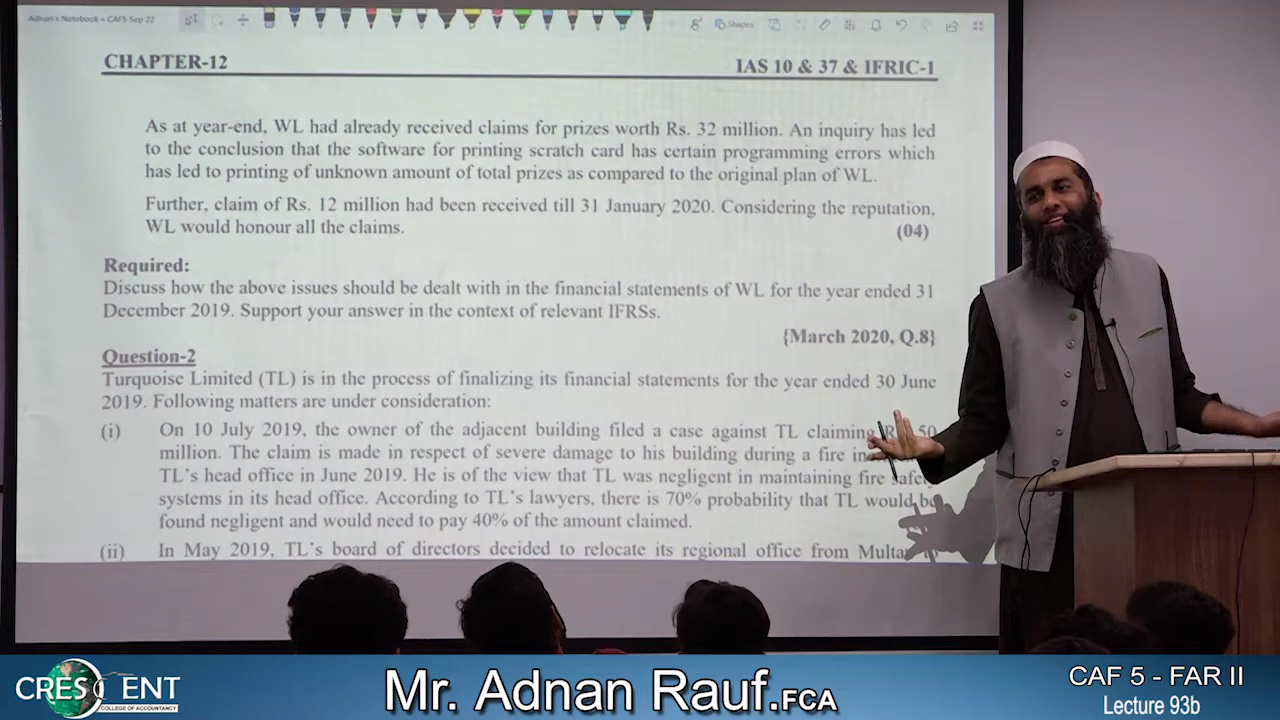 Adnan's Notebook » CAF5 Sep 22
Shapes
CHAPTER-12
IAS 10 & 37 & IFRIC-1
As at year-end, WL had already received claims for prizes worth Rs. 32 million. An inquiry has led
to the conclusion that the software for printing scratch card has certain programming errors which
has led to printing of unknown amount of total prizes as compared to the original plan of WL.
Further, claim of Rs. 12 million had been received till 31 January 2020. Considering the reputation,
WL would honour all the claims.
(04)
Required:
Discuss how the above issues should be dealt with in the financial statements of WL for the year ended 31
December 2019. Support your answer in the context of relevant IFRSs.
{March 2020, Q.8}
Question-2
Turquoise Limited (TL) is in the process of finalizing its financial statements for the year ended 30 June
2019. Following matters are under consideration:
(i) On 10 July 2019, the owner of the adjacent building filed a case against TL claiming 50
million. The claim is made in respect of severe damage to his building during a fire in
TL's head office in June 2019. He is of the view that TL was negligent in maintaining fire safety
systems in its head office. According to TL's lawyers, there is 70% probability that TL would be
found negligent and would need to pay 40% of the amount claimed.
(ii) In May 2019, TL's board of directors decided to relocate its regional office from
CRESCENT
COLLEGE OF ACCOUNTANCY
Mr. Adnan Rauf.FCA
CAF 5 - FAR II
Lecture 93b